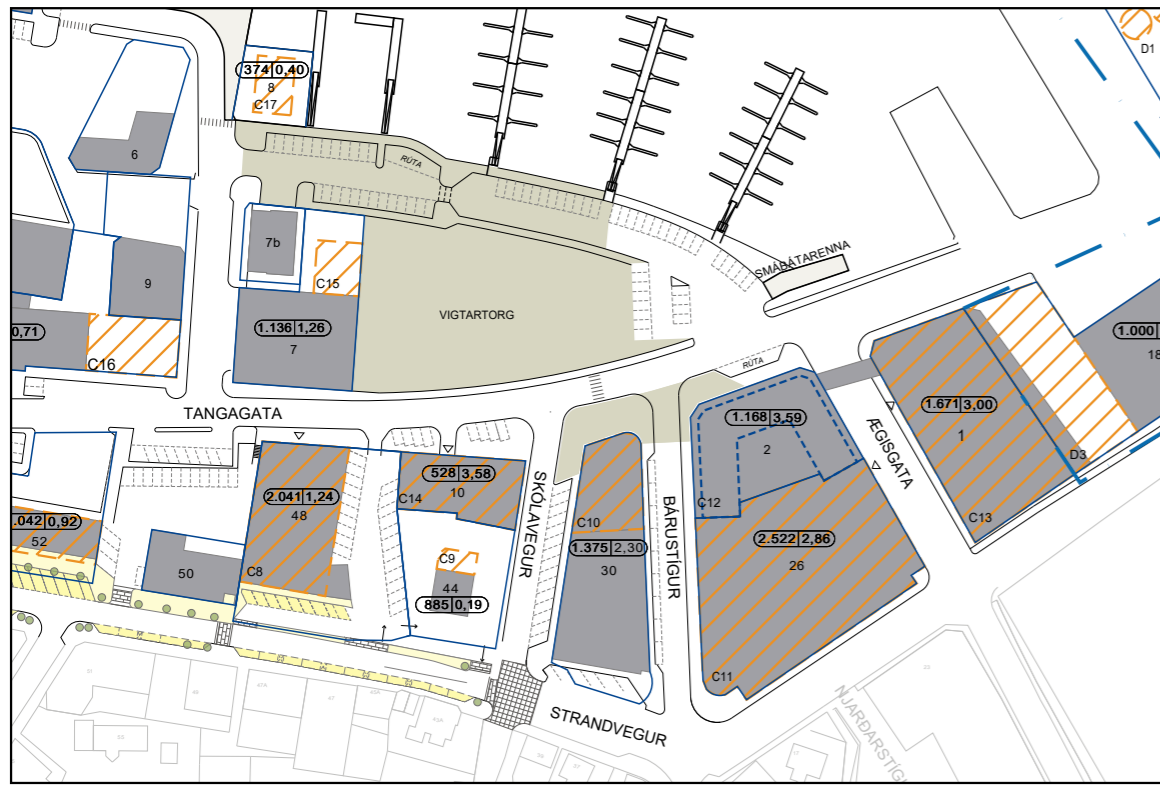 D1
374|0,40
8
C17
6
RÚTA
7b
SMÁBÁTARENNA
9
C15
VIGTARTORG
1.136|1,26
7
0,71
C16
1.000
18
RÚTA
TANGAGATA
1.168|3,59
2
1.671|3,00
1
ÆGISGATA
D3
528|3,58
10
C14
SKÓLAVEGUR
2.041|1,24
48
BÁRUSTÍGUR
C12
C13
C10
.042|0,92
52
1.375|2,30
30
2.522|2,86
26
C9
50
C8
44
885|0,19
C11
STRANDVEGUR
NJARÐARSTÍG